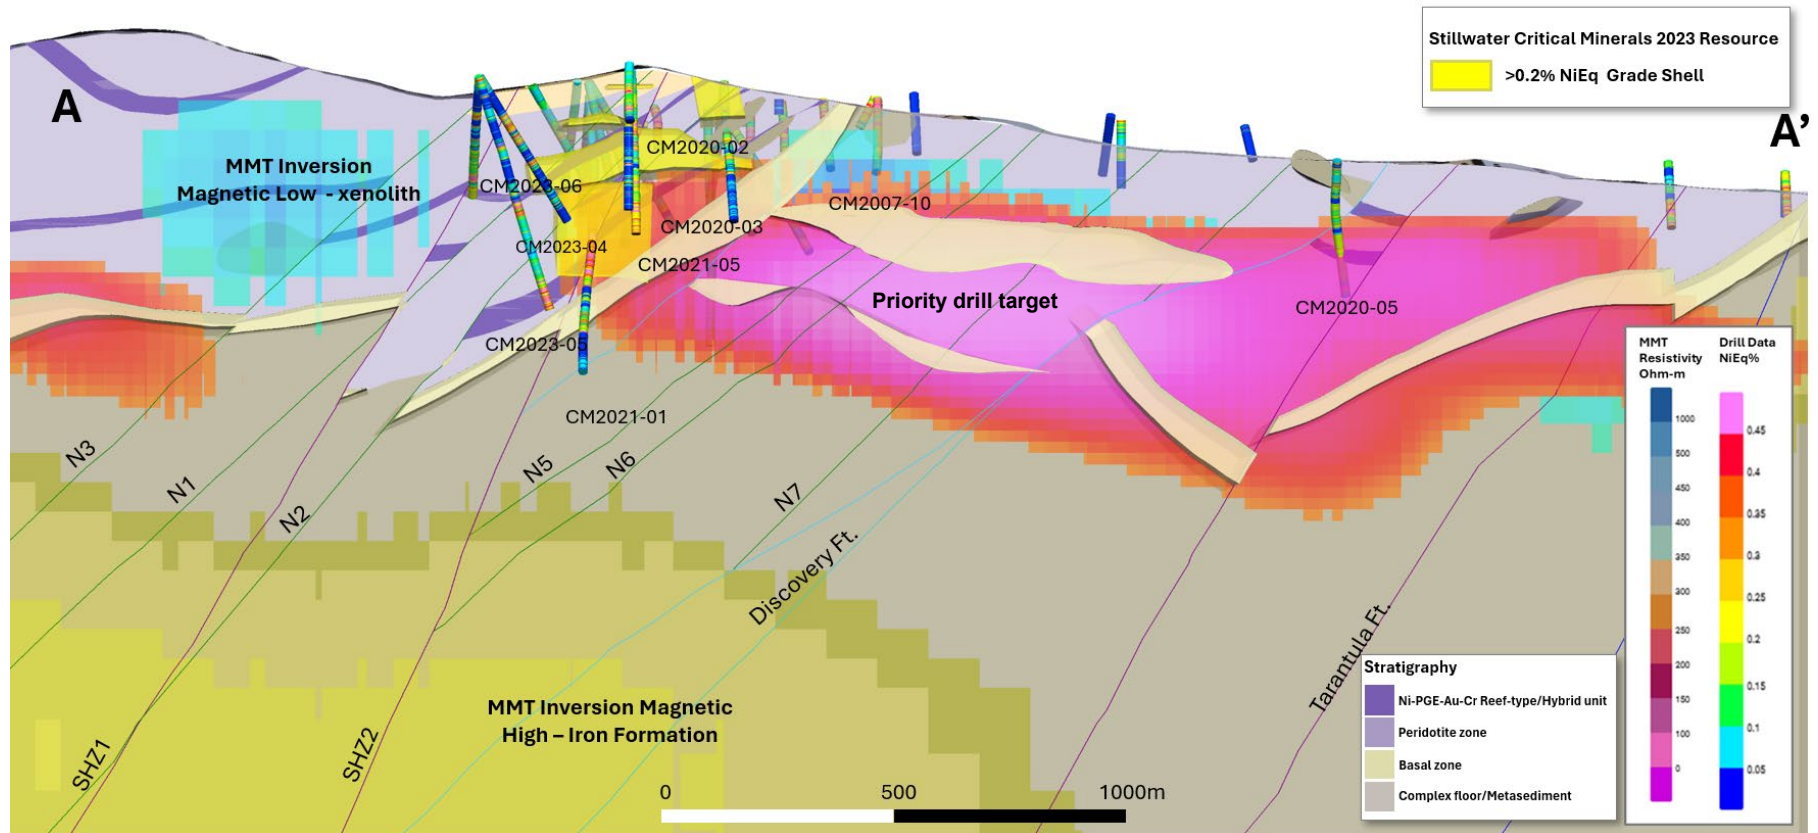 Stillwater Critical Minerals 2023 Resource
>0.2% NiEq Grade Shell
A
A’
MMT Inversion
Magnetic Low - xenolith
CM2020-02
CM2023-06
CM2007-10
CM2020-03
CM2023-04
CM2021-05
Priority drill target
CM2020-05
CM2023-05
CM2021-01
N3
N1
N2
N5
N6
N7
Discovery Ft.
Tarantula Ft.
SHZ1
SHZ2
MMT Inversion Magnetic
High – Iron Formation
0 500 1000m
Stratigraphy
Ni-PGE-Au-Cr Reef-type/Hybrid unit
Peridotite zone
Basal zone
Complex floor/Metasediment
MMT
Resistivity
Ohm-m
1000
500
450
400
350
300
250
200
150
100
0
Drill Data
NiEq%
0.45
0.4
0.35
0.3
0.25
0.2
0.15
0.1
0.05